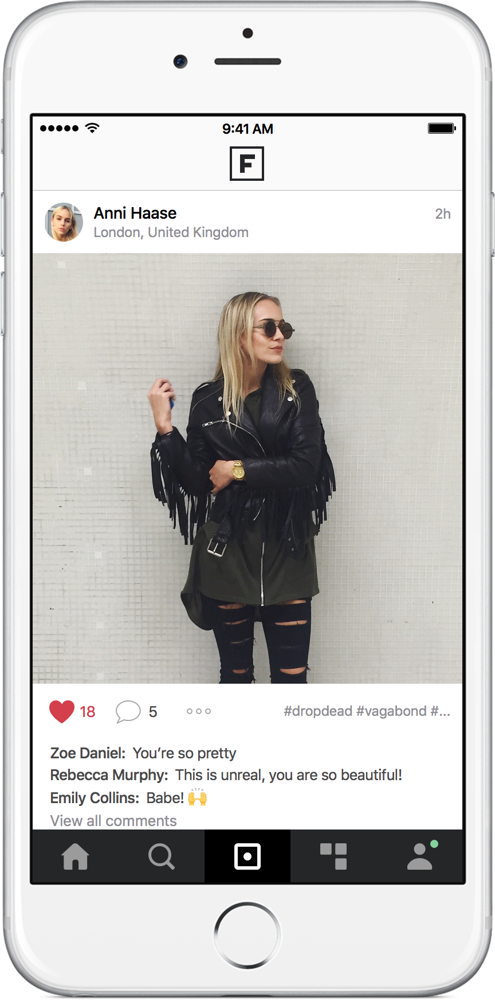 9:41 AM
F
Anni Haase
2h
London, United Kingdom
18
5
#dropdead #vagabond #...
Zoe Daniel: You’re so pretty
Rebecca Murphy: This is unreal, you are so beautiful!
Emily Collins: Babe! 🙌
View all comments